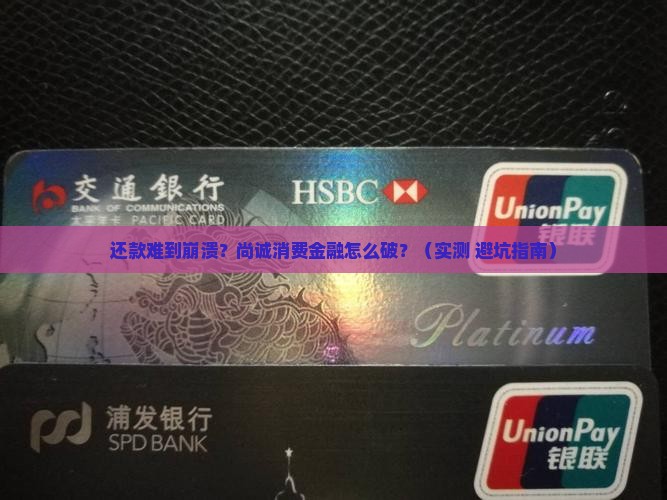 交通銀行
BANK OF COMMUNICATIONS
太平洋卡 PACIFIC CARD
HSBC
UnionPay
银联
还款难到崩溃？尚诚消费金融怎么破？（实测 避坑指南）
Platinum
浦发银行
SPD BANK
UnionPay
银联